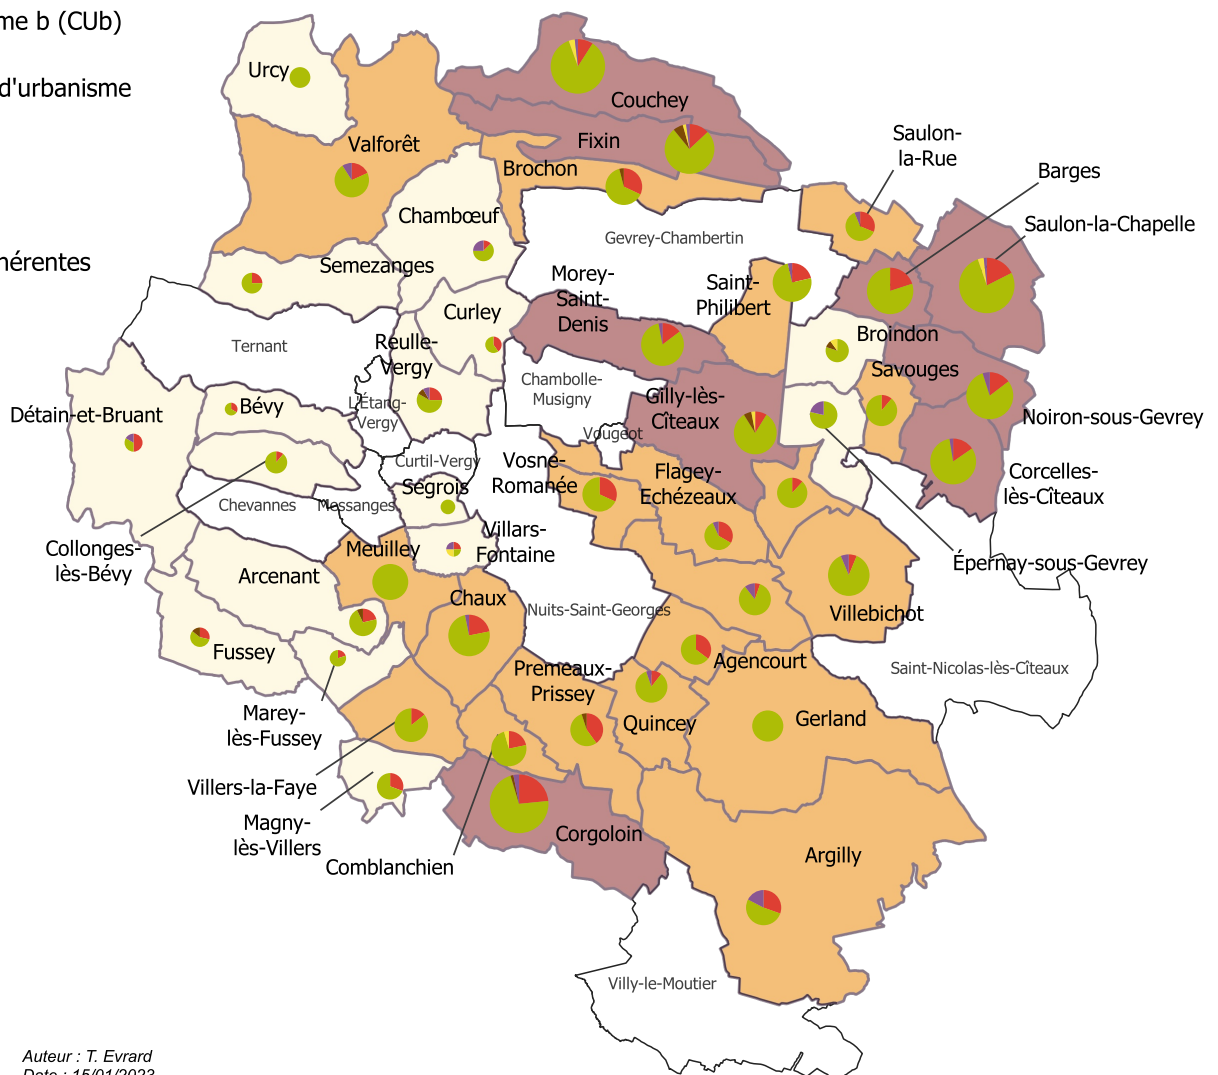 me b (CUb)
d'urbanisme
hérentes
Urcy
Couchey
Valforêt
Fixin
Brochon
Saulon-
la-Rue
Barges
Saulon-la-Chapelle
Chambœuf
Gevrey-Chambertin
Semezanges
Morey-
Saint-
Denis
Saint-
Philibert
Curley
Broindon
Ternant
Reulle-
Vergy
Savouges
Chambolle-
Musigny
Gilly-lès-
Cîteaux
L'Étang-
Vergy
Détain-et-Bruant
Bévy
Noiron-sous-Gevrey
Vougeot
Curtil-Vergy
Vosne-
Romanée
Flagey-
Echézeaux
Corcelles-
lès-Cîteaux
Ségrois
Chevannes
Messanges
Villars-
Fontaine
Collonges-
lès-Bévy
Meuilley
Épernay-sous-Gevrey
Arcenant
Chaux
Nuits-Saint-Georges
Villebichot
Fussey
Agencourt
Saint-Nicolas-lès-Cîteaux
Premeaux-
Prissey
Marey-
lès-Fussey
Quincey
Gerland
Villers-la-Faye
Magny-
lès-Villers
Corgoloin
Comblanchien
Argilly
Villy-le-Moutier
Auteur : T. Evrard
Date : 15/01/2023